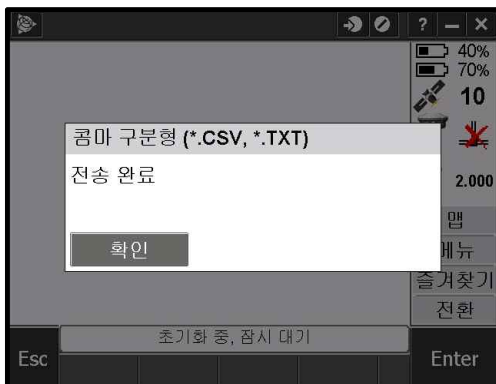 ? – ×
40%
70%
10
콤마 구분형 (*.CSV, *.TXT)
전송 완료
2.000
확인
맵
메뉴
즐겨찾기
전환
초기화 중, 잠시 대기
Esc
Enter